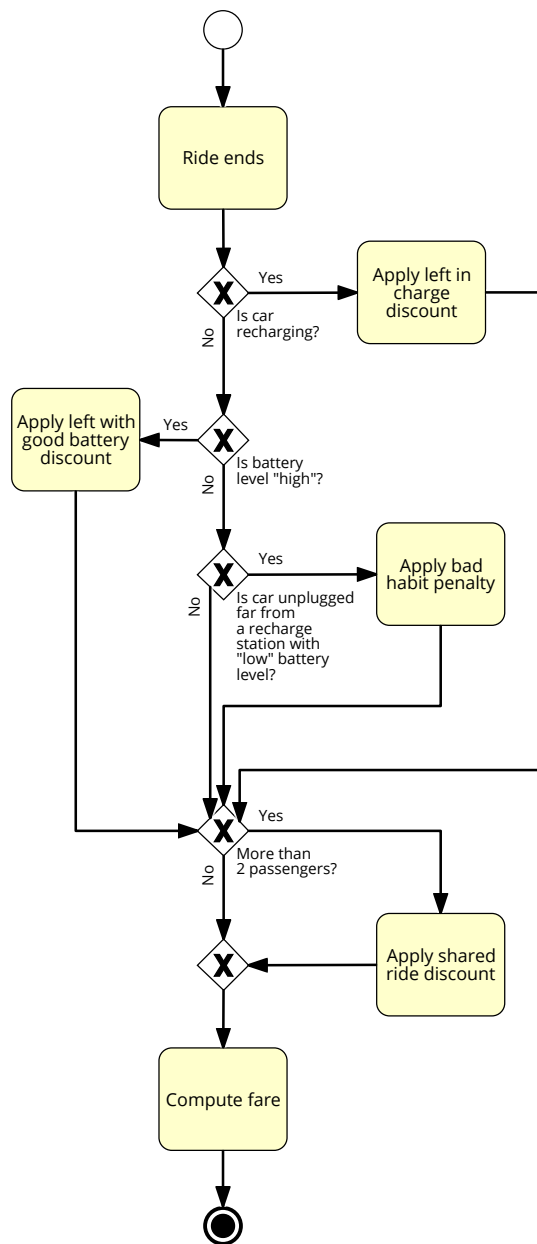 Ride ends
Yes
Apply left in
charge
discount
Is car
recharging?
No
Apply left with
good battery
discount
Yes
Is battery
level "high"?
No
Yes
Apply bad
habit penalty
Is car unplugged
far from
a recharge
station with
"low" battery
level?
No
Yes
More than
2 passengers?
No
Apply shared
ride discount
Compute fare